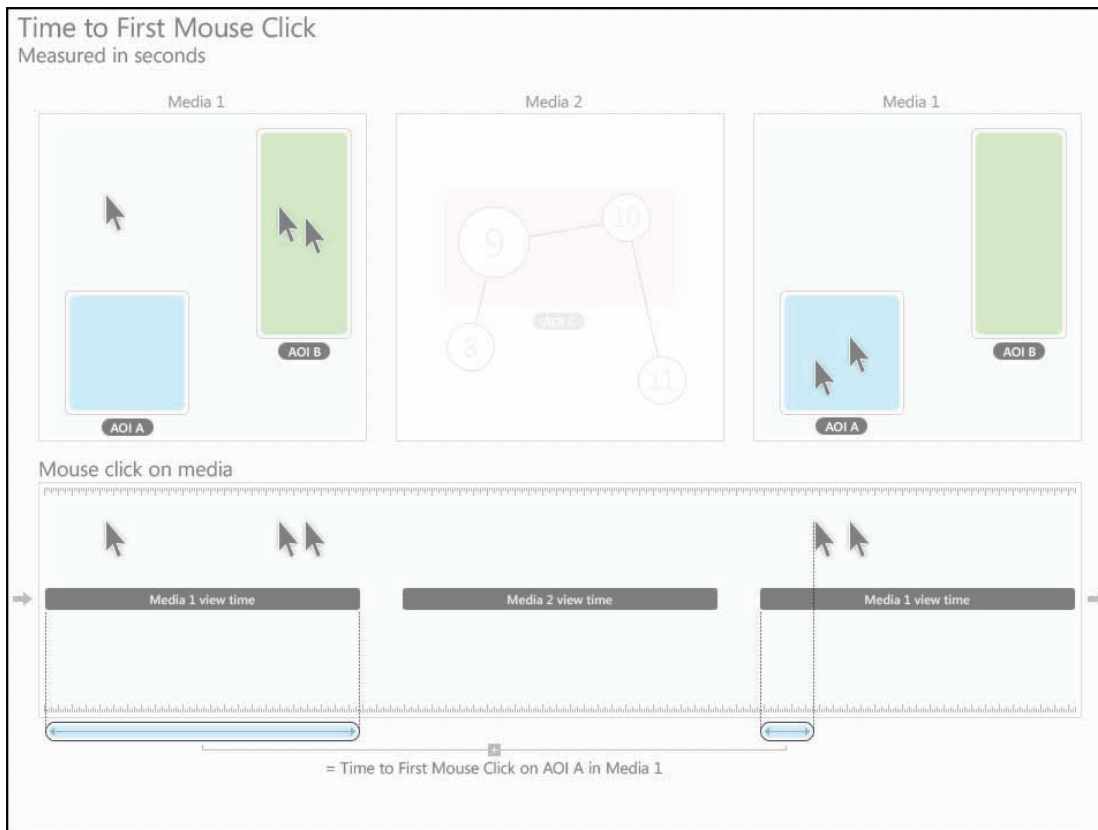 Time to First Mouse Click
Measured in seconds
Media 1
Media 2
Media 1
9
10
8
11
AOI C
AOI B
AOI A
AOI B
AOI A
Mouse click on media
Media 1 view time
Media 2 view time
Media 1 view time
= Time to First Mouse Click on AOI A in Media 1